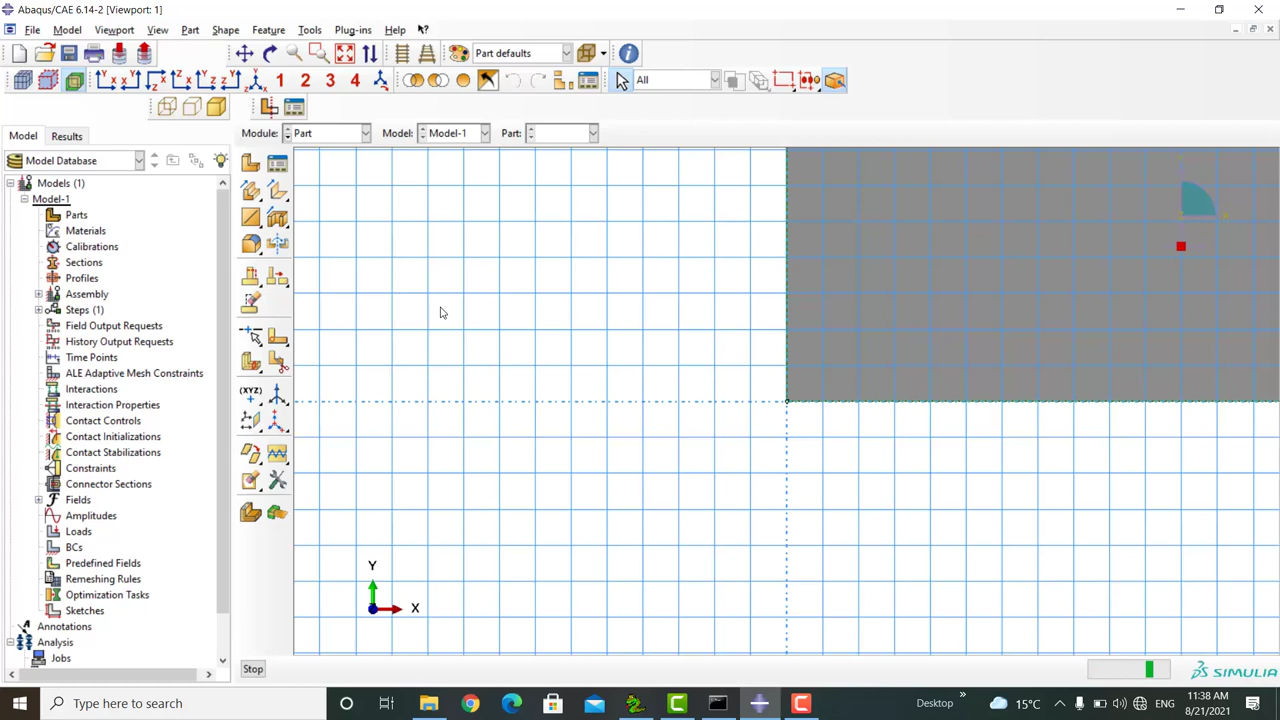 Abaqus/CAE 6.14-2 [Viewport: 1]
File Model Viewport View Part Shape Feature Tools Plug-ins Help
Part defaults
1 2 3 4 All
Model Results Module: Part Model: Model-1 Part:
Model Database
Models (1)
Model-1
Parts
Materials
Calibrations
Sections
Profiles
Assembly
Steps (1)
Field Output Requests
History Output Requests
Time Points
ALE Adaptive Mesh Constraints
Interactions
Interaction Properties
Contact Controls
Contact Initializations
Contact Stabilizations
Constraints
Connector Sections
Fields
Amplitudes
Loads
BCs
Predefined Fields
Remeshing Rules
Optimization Tasks
Sketches
Annotations
Analysis
Jobs
(XYZ)
Y
X
Stop
SIMULIA
Type here to search
Desktop
15°C
ENG
11:38 AM
8/21/2021